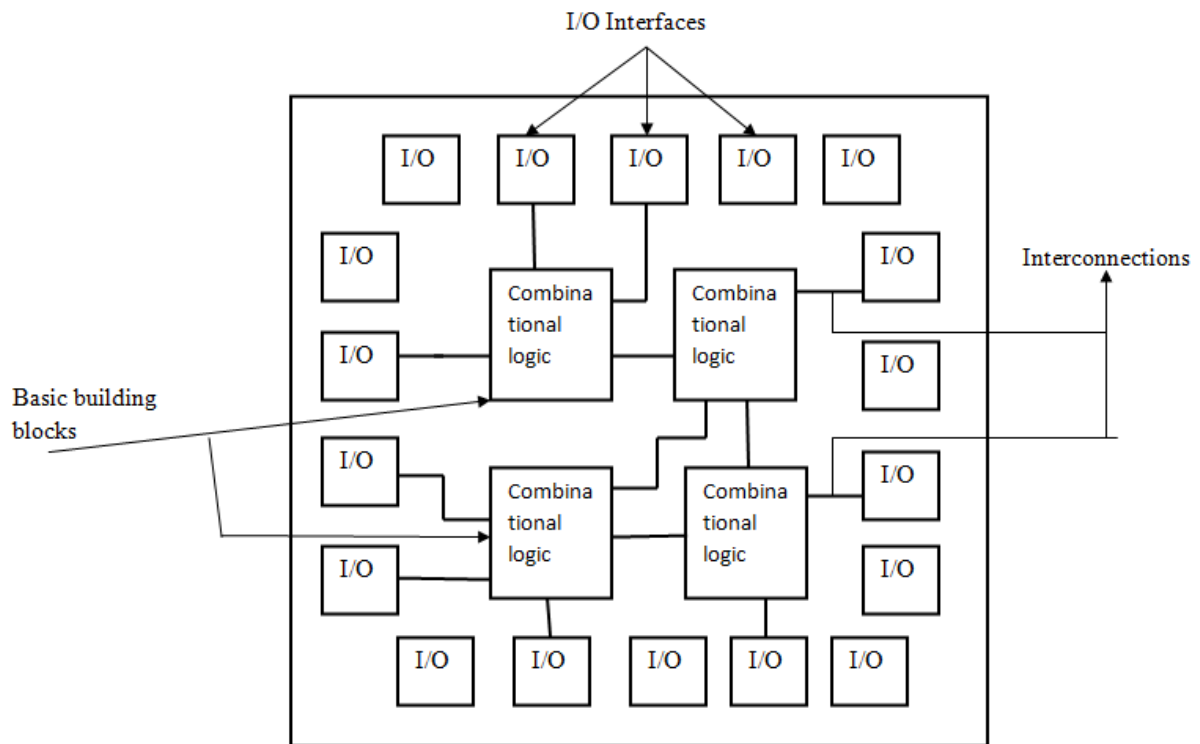 I/O Interfaces
I/O
I/O
I/O
I/O
I/O
I/O
I/O
Interconnections
Combina
tional
logic
Combina
tional
logic
I/O
I/O
Basic building
blocks
I/O
I/O
Combina
tional
logic
Combina
tional
logic
I/O
I/O
I/O
I/O
I/O
I/O
I/O